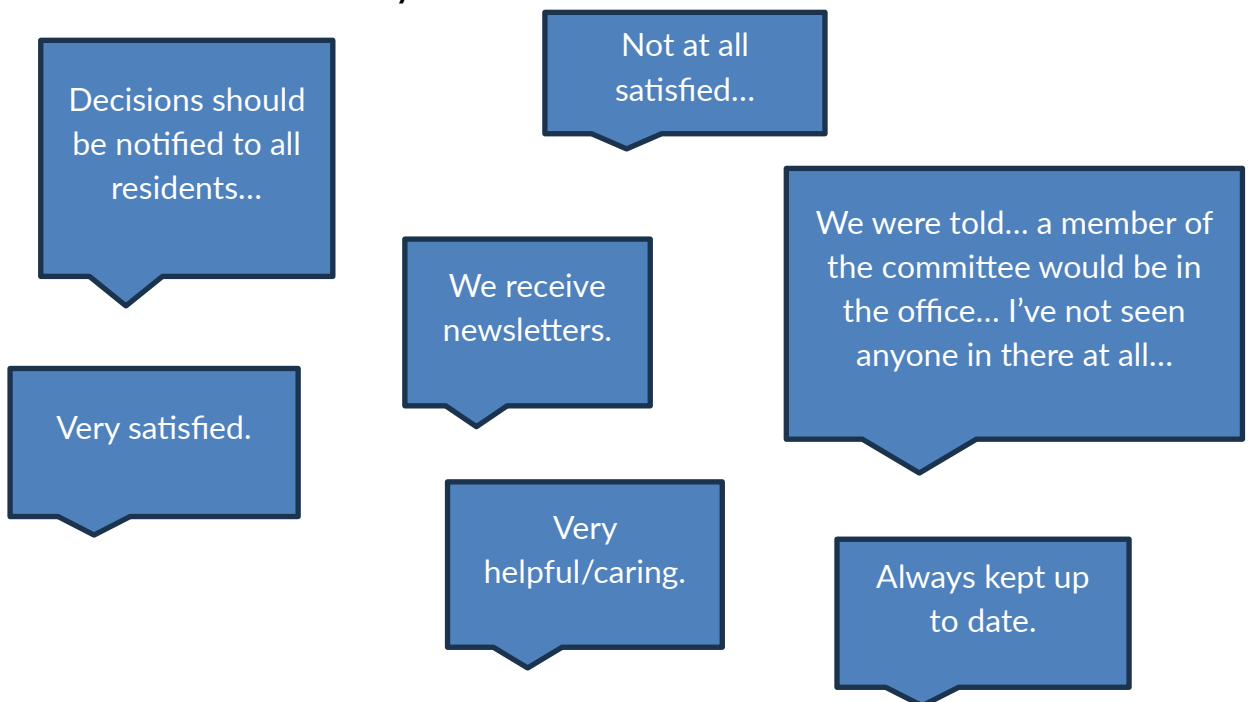 Not at all
satisfied…
Decisions should
be notified to all
residents…
We were told… a member of
the committee would be in
the office… I’ve not seen
anyone in there at all…
We receive
newsletters.
Very satisfied.
Very
helpful/caring.
Always kept up
to date.